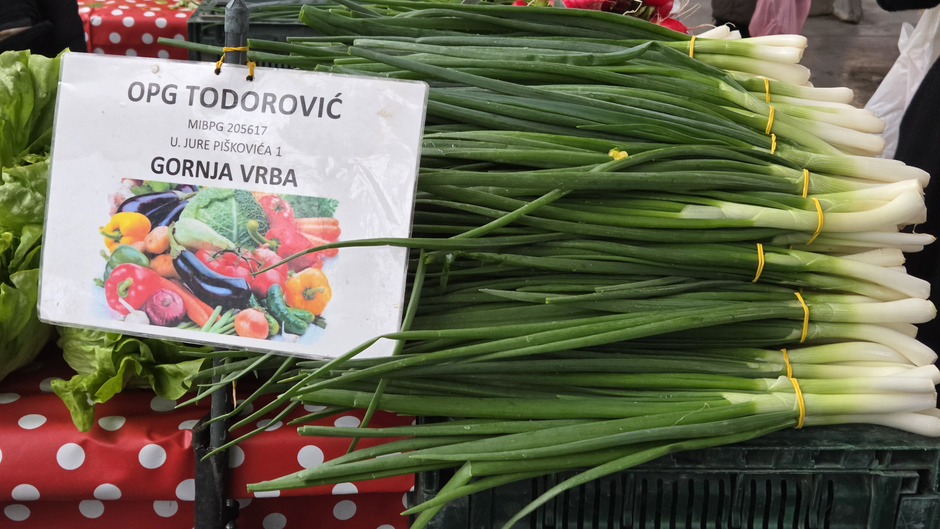 OPG TODOROVIĆ
MIBPG 205617
U. JURE PIŠKOVIĆA 1
GORNJA VRBA